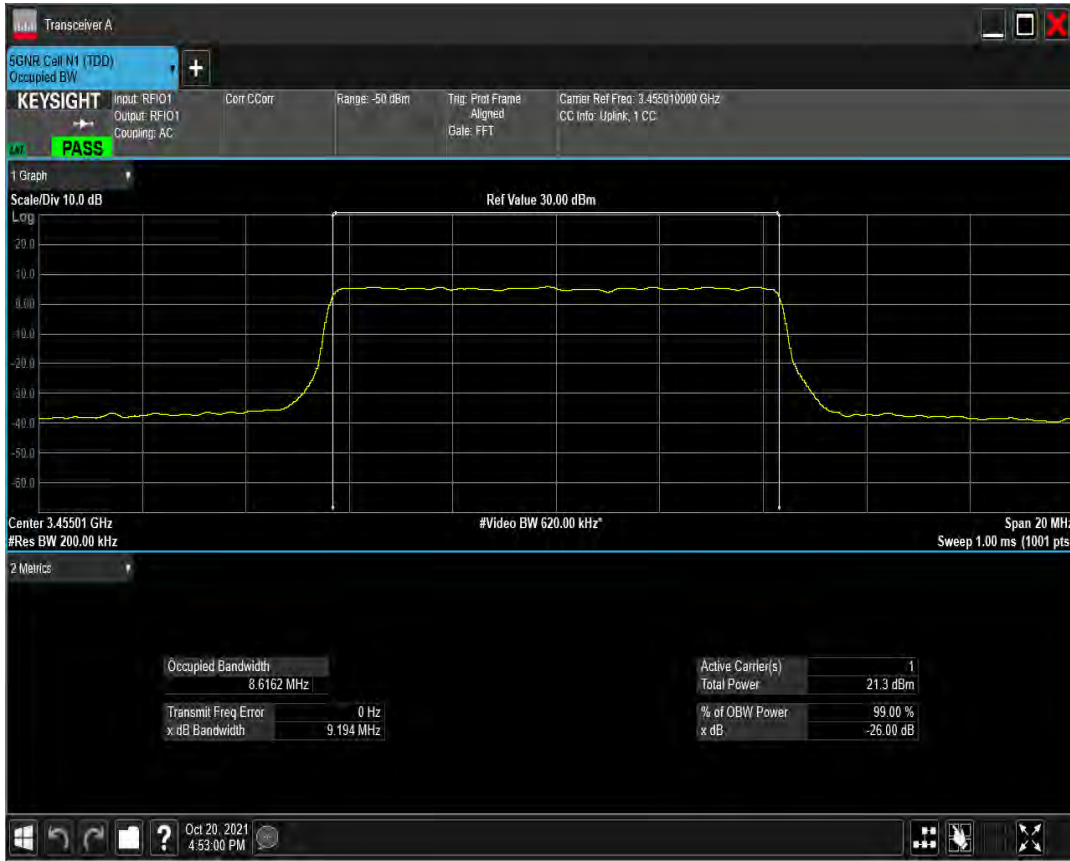 Transceiver A
5GNR Cell N1 (TDD)
Occupied BW
+
KEYSIGHT
Input: RFIO1
Output: RFIO1
Coupling: AC
Corr CCorr
Range: -50 dBm
Trig: Prot Frame
Aligned
Gate: FFT
Carrier Ref Freq: 3.455010000 GHz
CC Info: Uplink, 1 CC
PASS
1 Graph
Scale/Div 10.0 dB
Ref Value 30.00 dBm
Log
20.0
10.0
0.00
-10.0
-20.0
-30.0
-40.0
-50.0
-60.0
Center 3.45501 GHz
#Video BW 620.00 kHz*
Span 20 MHz
#Res BW 200.00 kHz
Sweep 1.00 ms (1001 pts
2 Metrics
Occupied Bandwidth
8.6162 MHz
Transmit Freq Error 0 Hz
x dB Bandwidth 9.194 MHz
Active Carrier(s) 1
Total Power 21.3 dBm
% of OBW Power 99.00 %
x dB -26.00 dB
?
Oct 20, 2021
4:53:00 PM